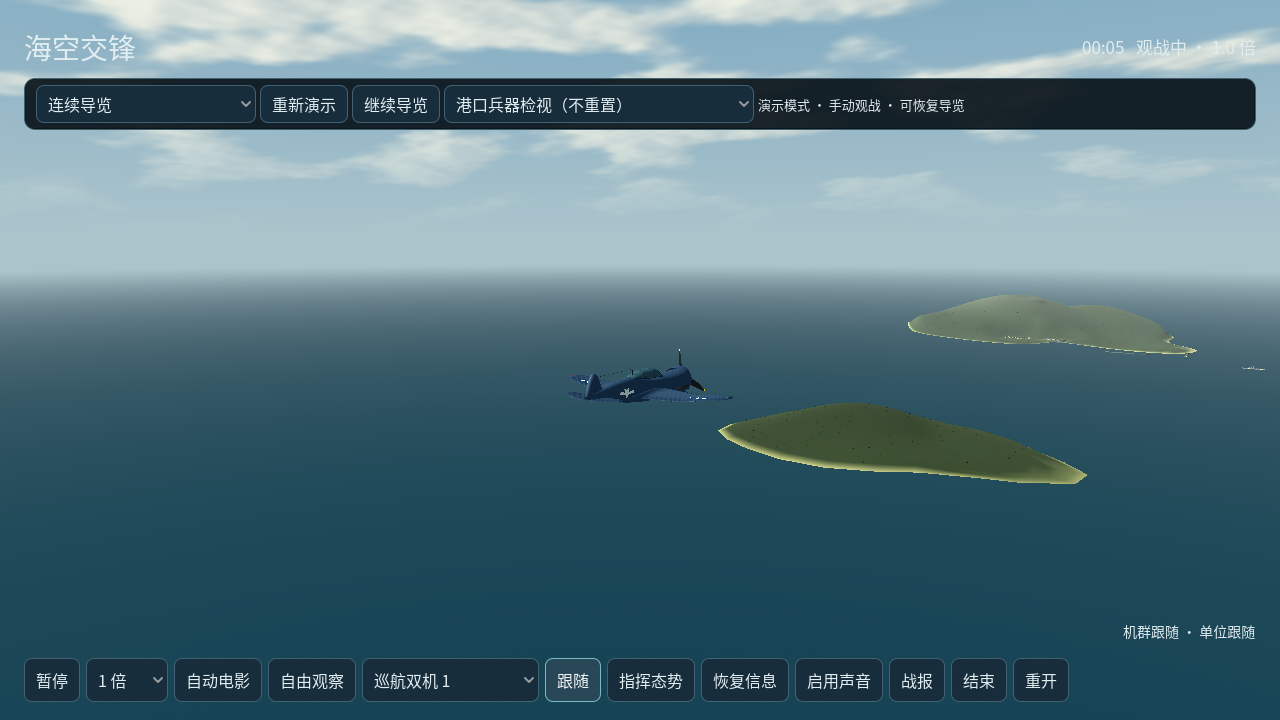 海空交锋
00:05 观战中 · 1.0 倍
连续导览 重新演示 继续导览 港口兵器检视（不重置） 演示模式 · 手动观战 · 可恢复导览
机群跟随 · 单位跟随
暂停 1 倍 自动电影 自由观察 巡航双机 1 跟随 指挥态势 恢复信息 启用声音 战报 结束 重开